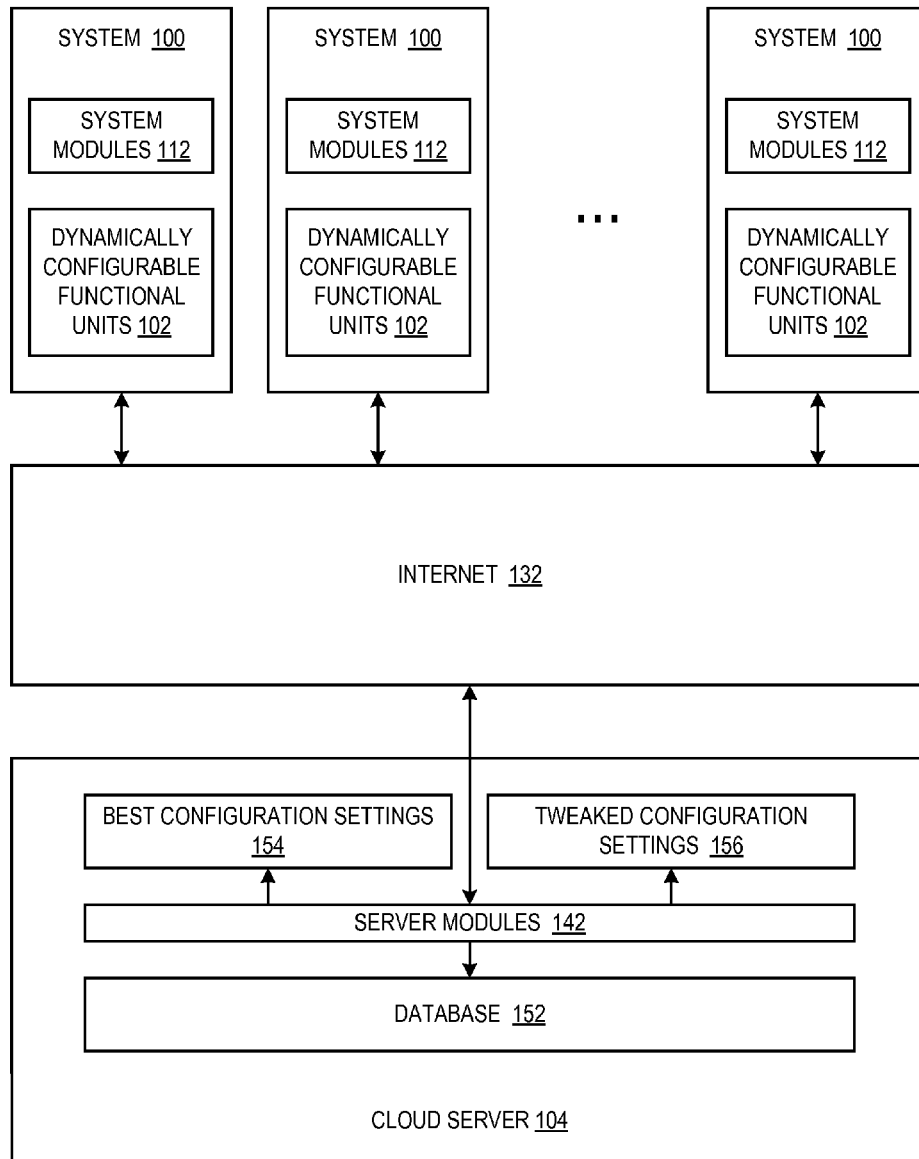 SYSTEM 100
SYSTEM
MODULES 112
DYNAMICALLY
CONFIGURABLE
FUNCTIONAL
UNITS 102
SYSTEM 100
SYSTEM
MODULES 112
DYNAMICALLY
CONFIGURABLE
FUNCTIONAL
UNITS 102
...
SYSTEM 100
SYSTEM
MODULES 112
DYNAMICALLY
CONFIGURABLE
FUNCTIONAL
UNITS 102
INTERNET 132
BEST CONFIGURATION SETTINGS
154
TWEAKED CONFIGURATION
SETTINGS 156
SERVER MODULES 142
DATABASE 152
CLOUD SERVER 104